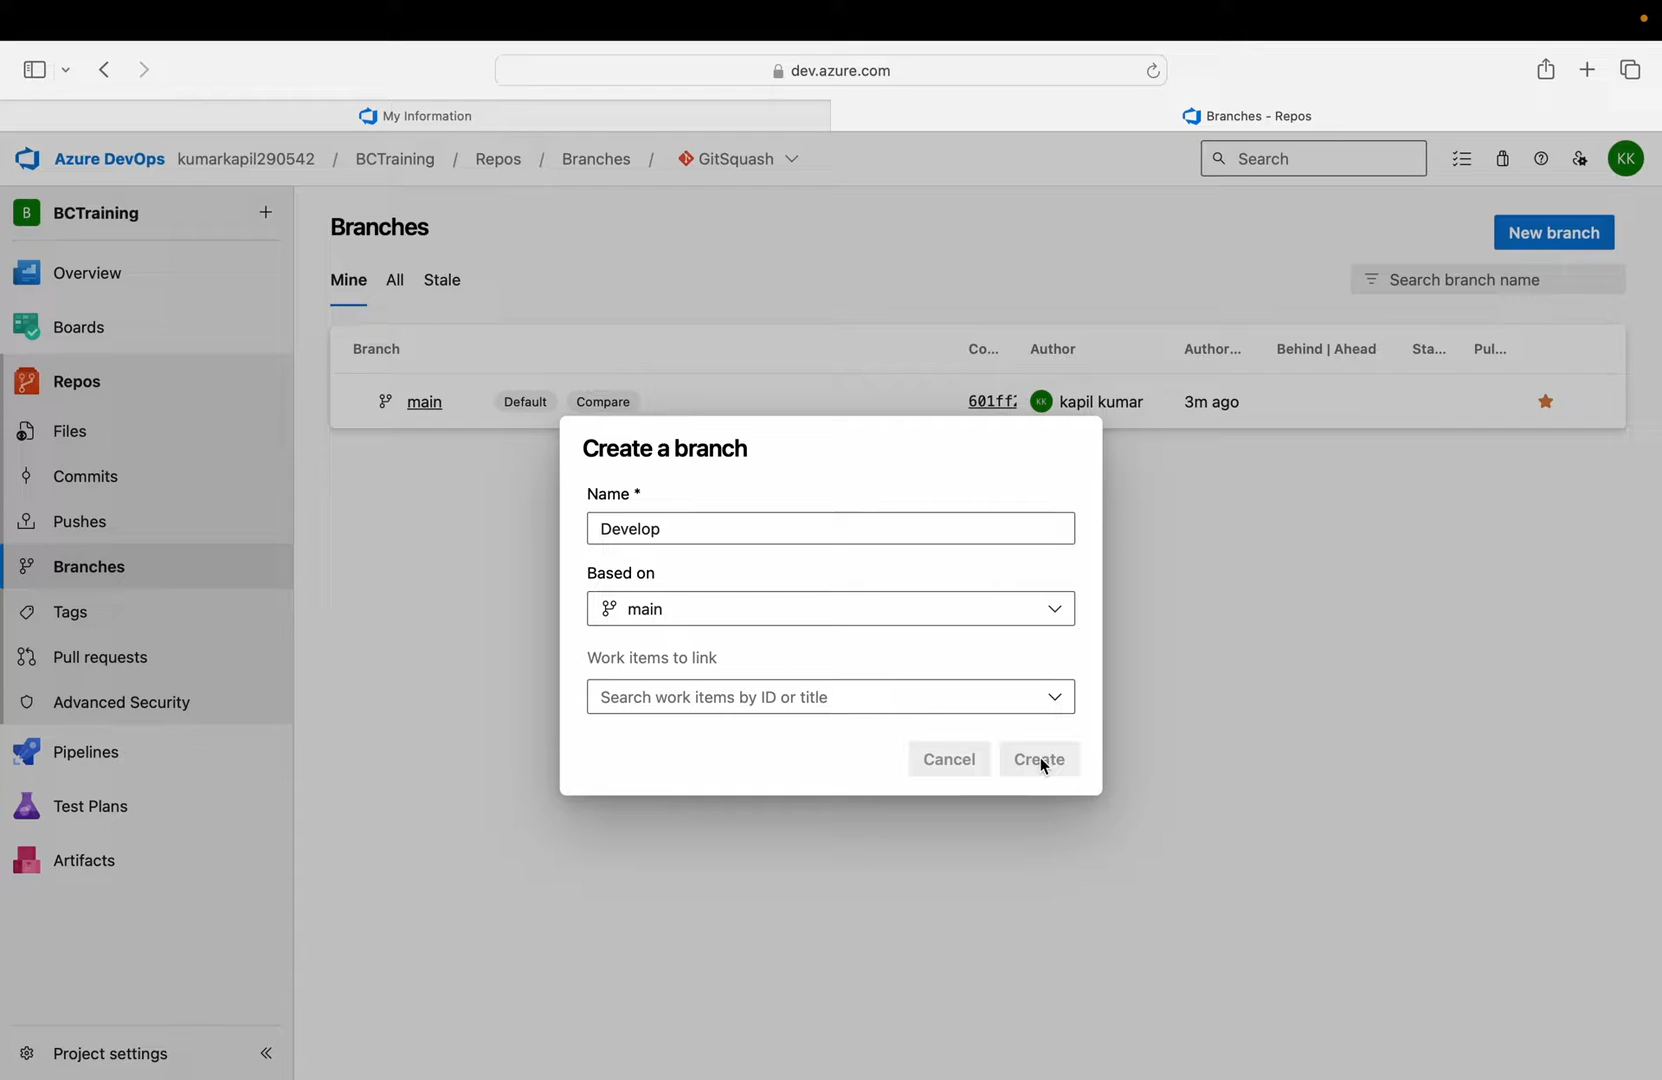 dev.azure.com
My Information
Branches - Repos
Azure DevOps kumarkapil290542 / BCTraining / Repos / Branches / GitSquash
Search
KK
B BCTraining
Overview
Boards
Repos
Files
Commits
Pushes
Branches
Tags
Pull requests
Advanced Security
Pipelines
Test Plans
Artifacts
Project settings
Branches
New branch
Mine All Stale
Search branch name
Branch Co... Author Author... Behind | Ahead Sta... Pul...
main Default Compare 601ff2 KK kapil kumar 3m ago
Create a branch
Name *
Develop
Based on
main
Work items to link
Search work items by ID or title
Cancel Create